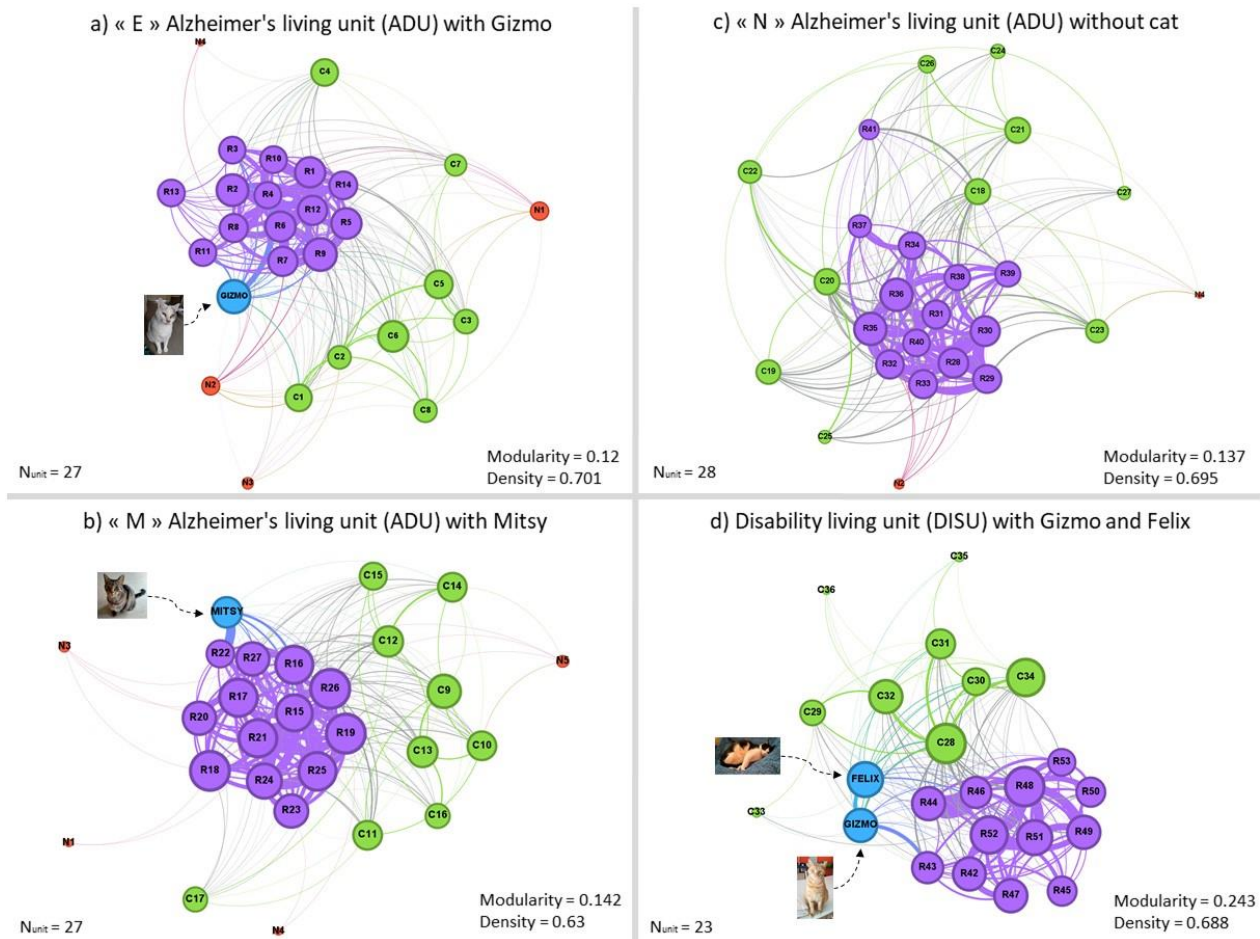 a) « E » Alzheimer's living unit (ADU) with Gizmo
N4
C4
R3
R10
R1
C7
R13
R2
R4
R14
R12
N1
R8
R6
R5
R11
R7
R9
GIZMO
C5
C3
C6
C2
N2
C1
C8
N3
Nunit = 27
Modularity = 0.12
Density = 0.701
c) « N » Alzheimer's living unit (ADU) without cat
C24
C26
R41
C21
C22
C18
C27
R37
R34
R38
R39
C20
R36
N4
R31
R35
R30
C23
R40
R32
R28
C19
R33
R29
C25
N2
Nunit = 28
Modularity = 0.137
Density = 0.695
b) « M » Alzheimer's living unit (ADU) with Mitsy
C15
C14
MITSY
C12
N3
R22
R27
R16
N5
R17
R26
C9
R20
R15
R21
R19
C13
C10
R18
R24
R25
R23
C16
C11
N1
C17
N4
Nunit = 27
Modularity = 0.142
Density = 0.63
d) Disability living unit (DISU) with Gizmo and Felix
C35
C36
C31
C30
C34
C32
C29
C28
R53
FELIX
R46
R48
R50
R44
C33
GIZMO
R52
R51
R49
R43
R42
R47
R45
Nunit = 23
Modularity = 0.243
Density = 0.688